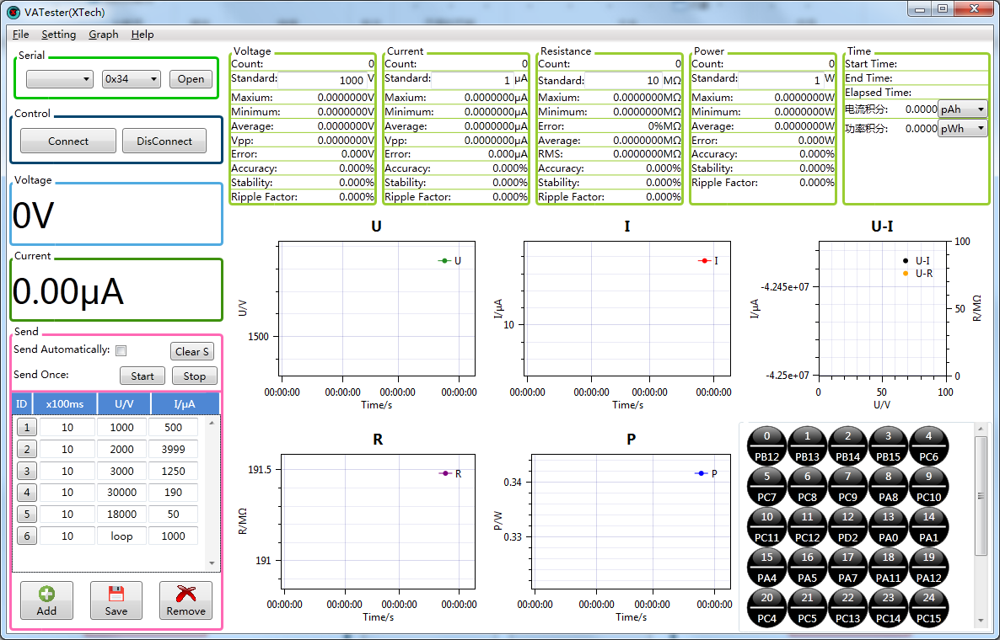 VATester(XTech)
File Setting Graph Help
Serial
0x34 Open
Control
Connect DisConnect
Voltage
0V
Current
0.00μA
Send
Send Automatically: Clear S
Send Once: Start Stop
ID x100ms U/V I/μA
1 10 1000 500
2 10 2000 3999
3 10 3000 1250
4 10 30000 190
5 10 18000 50
6 10 loop 1000
Add Save Remove
Voltage
Count: 0
Standard: 1000 V
Maxium: 0.0000000V
Minimum: 0.0000000V
Average: 0.0000000V
Vpp: 0.0000000V
Error: 0.000V
Accuracy: 0.000%
Stability: 0.000%
Ripple Factor: 0.000%
Current
Count: 0
Standard: 1 μA
Maxium: 0.0000000μA
Minimum: 0.0000000μA
Average: 0.0000000μA
Vpp: 0.0000000μA
Error: 0.000μA
Accuracy: 0.000%
Stability: 0.000%
Ripple Factor: 0.000%
Resistance
Count: 0
Standard: 10 MΩ
Maxium: 0.0000000MΩ
Minimum: 0.0000000MΩ
Error: 0%MΩ
Average: 0.0000000MΩ
RMS: 0.0000000MΩ
Accuracy: 0.000%
Stability: 0.000%
Ripple Factor: 0.000%
Power
Count: 0
Standard: 1 W
Maxium: 0.0000000W
Minimum: 0.0000000W
Average: 0.0000000W
Error: 0.000W
Accuracy: 0.000%
Stability: 0.000%
Ripple Factor: 0.000%
Time
Start Time:
End Time:
Elapsed Time:
电流积分: 0.0000 pAh
功率积分: 0.0000 pWh
U
U
U/V
1500
00:00:00 00:00:00 00:00:00 00:00:00
Time/s
I
I
I/μA
10
00:00:00 00:00:00 00:00:00 00:00:00
Time/s
U-I
U-I
U-R
I/μA
-4.245e+07
-4.25e+07
100
50
0
R/MΩ
0 50 100
U/V
R
R
R/MΩ
191.5
191
00:00:00 00:00:00 00:00:00 00:00:00
Time/s
P
P
P/W
0.34
0.33
00:00:00 00:00:00 00:00:00 00:00:00
Time/s
0 1 2 3 4
PB12 PB13 PB14 PB15 PC6
5 6 7 8 9
PC7 PC8 PC9 PA8 PC10
10 11 12 13 14
PC11 PC12 PD2 PA0 PA1
15 16 17 18 19
PA4 PA5 PA7 PA11 PA12
20 21 22 23 24
PC4 PC5 PC13 PC14 PC15